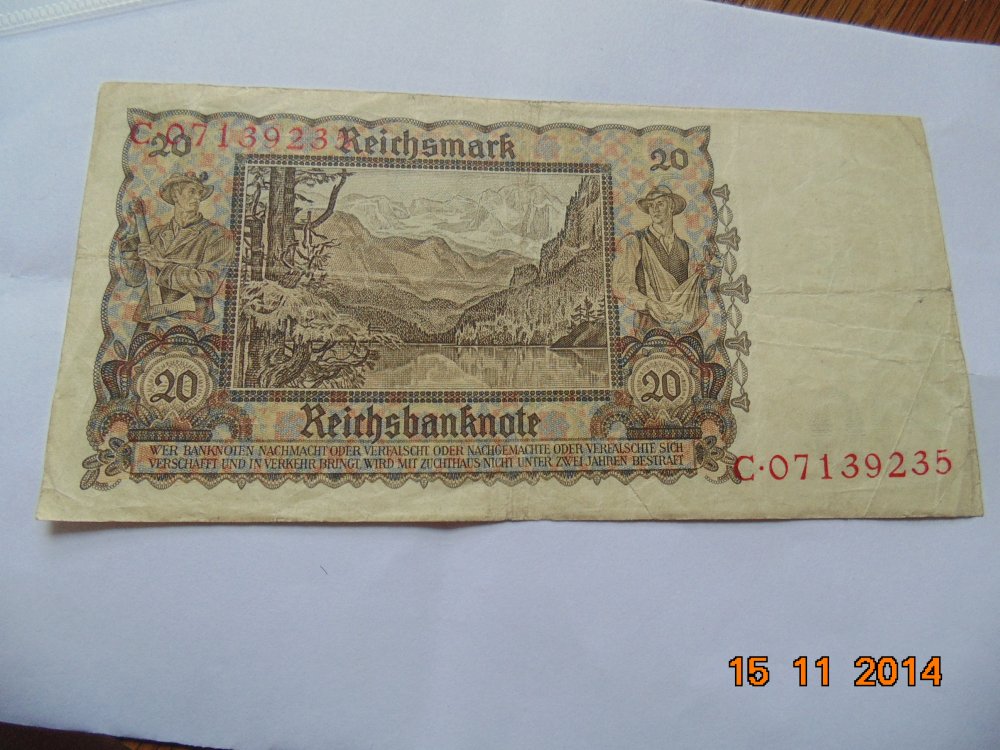 C·07139235
Reichsmark
20
20
20
20
Reichsbanknote
WER BANKNOTEN NACHMACHT ODER VERFÄLSCHT ODER NACHGEMACHTE ODER VERFÄLSCHTE SICH
VERSCHAFFT UND IN VERKEHR BRINGT, WIRD MIT ZUCHTHAUS NICHT UNTER ZWEI JAHREN BESTRAFT
C·07139235
15 11 2014